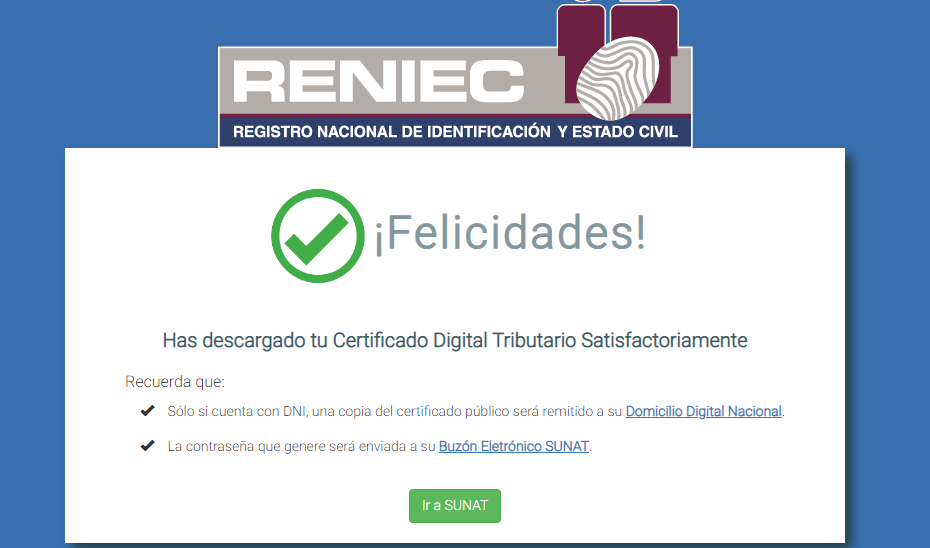 RENIEC
REGISTRO NACIONAL DE IDENTIFICACIÓN Y ESTADO CIVIL
¡Felicidades!
Has descargado tu Certificado Digital Tributario Satisfactoriamente
Recuerda que:
Sólo si cuenta con DNI, una copia del certificado público será remitido a su Domicilio Digital Nacional.
La contraseña que genere será enviada a su Buzón Eletrónico SUNAT.
Ir a SUNAT